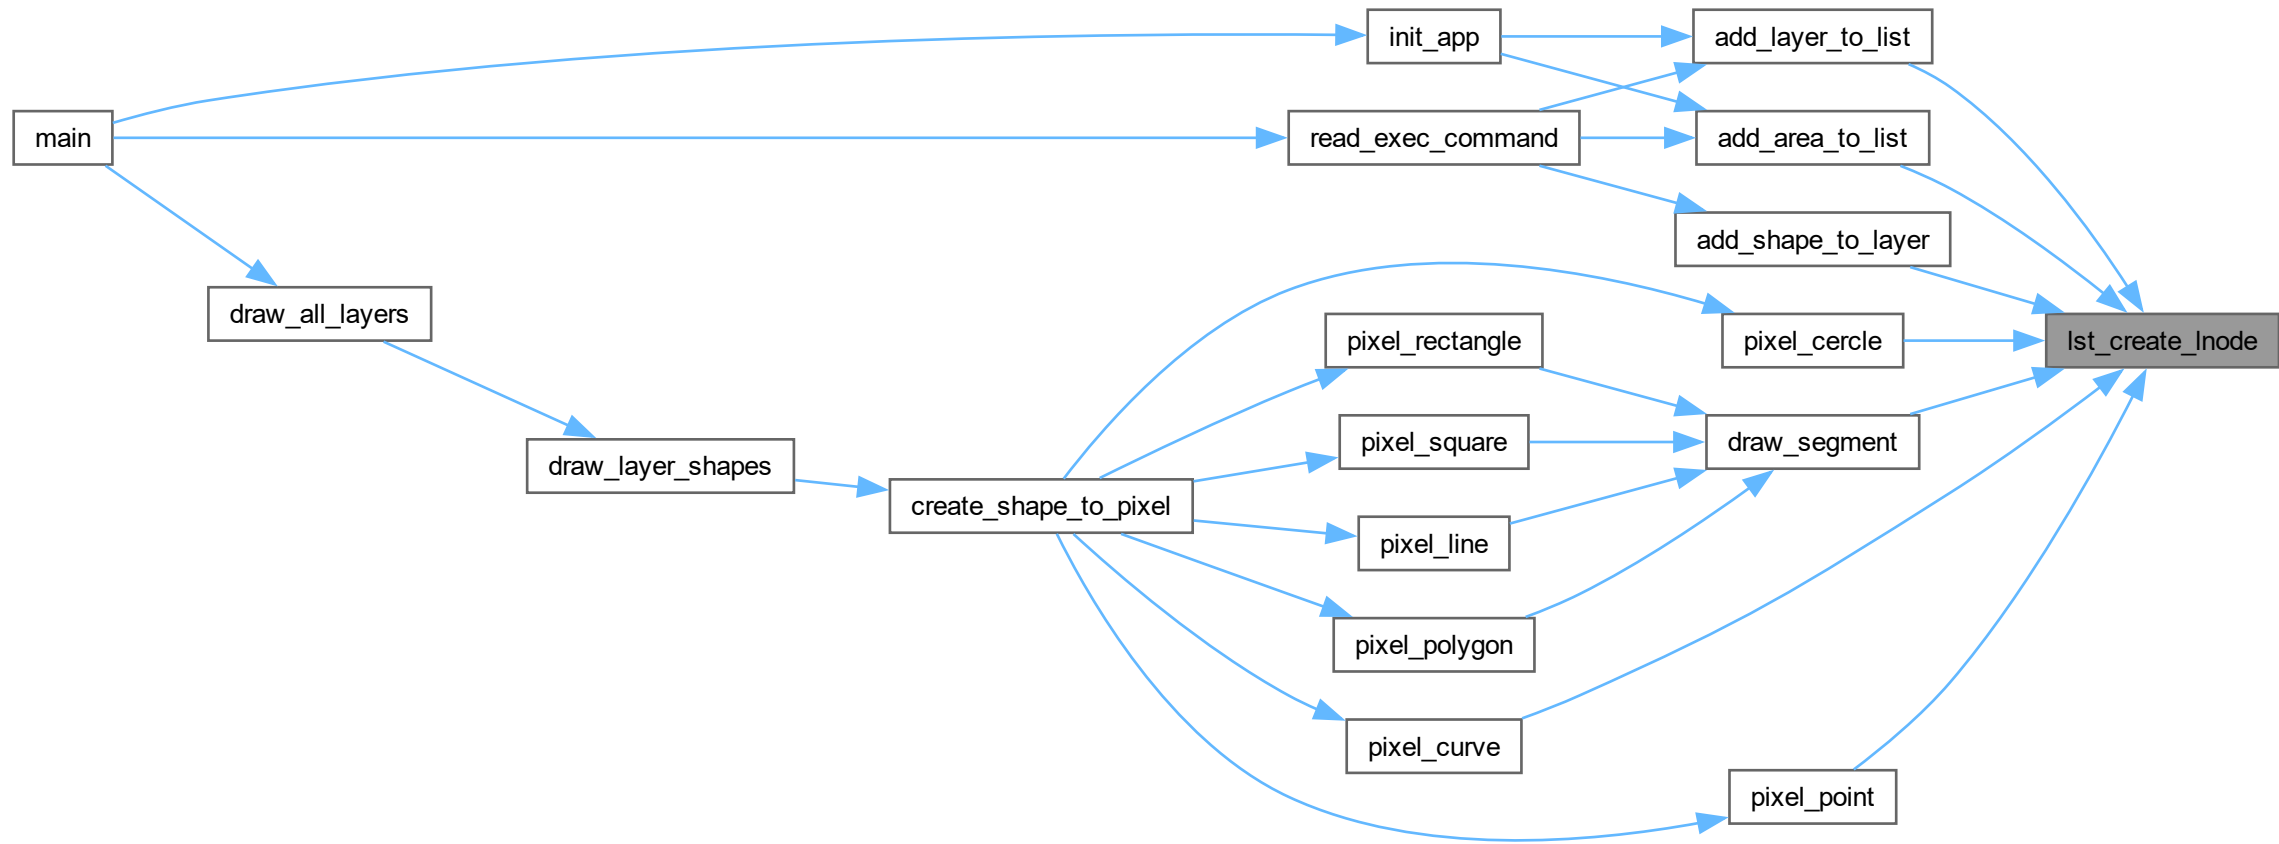 init_app
add_layer_to_list
main
read_exec_command
add_area_to_list
add_shape_to_layer
draw_all_layers
pixel_rectangle
pixel_cercle
lst_create_lnode
draw_layer_shapes
pixel_square
draw_segment
create_shape_to_pixel
pixel_line
pixel_polygon
pixel_curve
pixel_point